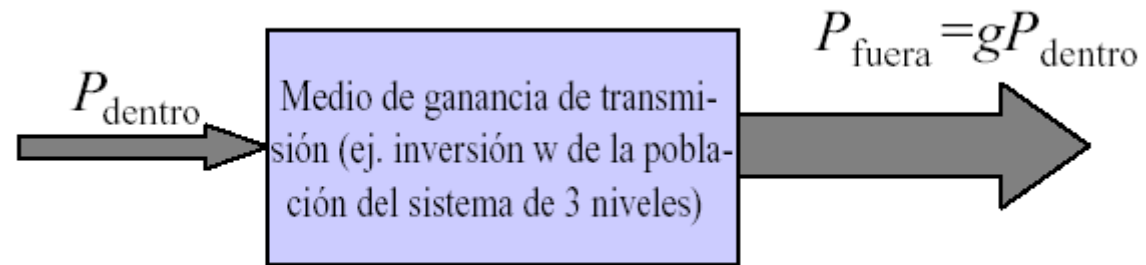 P_dentro
Medio de ganancia de transmi-
sión (ej. inversión w de la pobla-
ción del sistema de 3 niveles)
P_fuera =gP_dentro